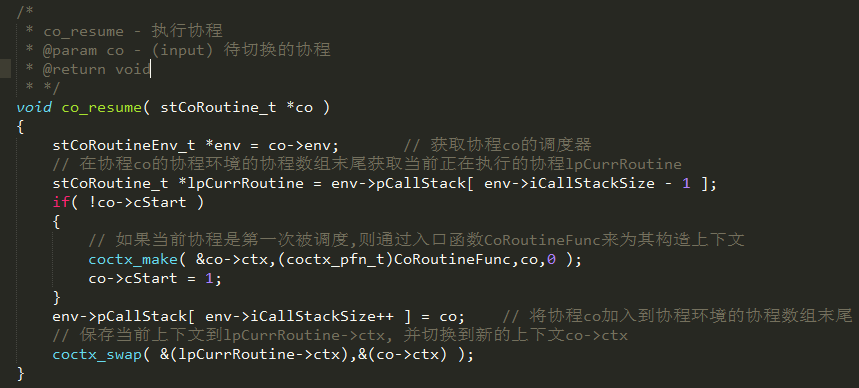 /*
 * co_resume - 执行协程
 * @param co - (input) 待切换的协程
 * @return void
 * */
void co_resume( stCoRoutine_t *co )
{
    stCoRoutineEnv_t *env = co->env;       // 获取协程co的调度器
    // 在协程co的协程环境的协程数组末尾获取当前正在执行的协程lpCurrRoutine
    stCoRoutine_t *lpCurrRoutine = env->pCallStack[ env->iCallStackSize - 1 ];
    if( !co->cStart )
    {
        // 如果当前协程是第一次被调度,则通过入口函数CoRoutineFunc来为其构造上下文
        coctx_make( &co->ctx,(coctx_pfn_t)CoRoutineFunc,co,0 );
        co->cStart = 1;
    }
    env->pCallStack[ env->iCallStackSize++ ] = co;    // 将协程co加入到协程环境的协程数组末尾
    // 保存当前上下文到lpCurrRoutine->ctx, 并切换到新的上下文co->ctx
    coctx_swap( &(lpCurrRoutine->ctx),&(co->ctx) );
}